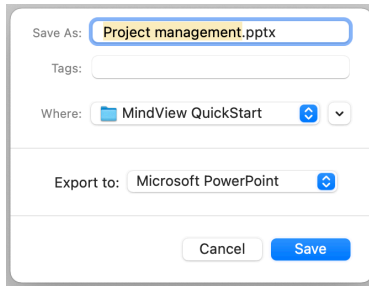 Save As: Project management.pptx
Tags:
Where: MindView QuickStart
Export to: Microsoft PowerPoint
Cancel Save